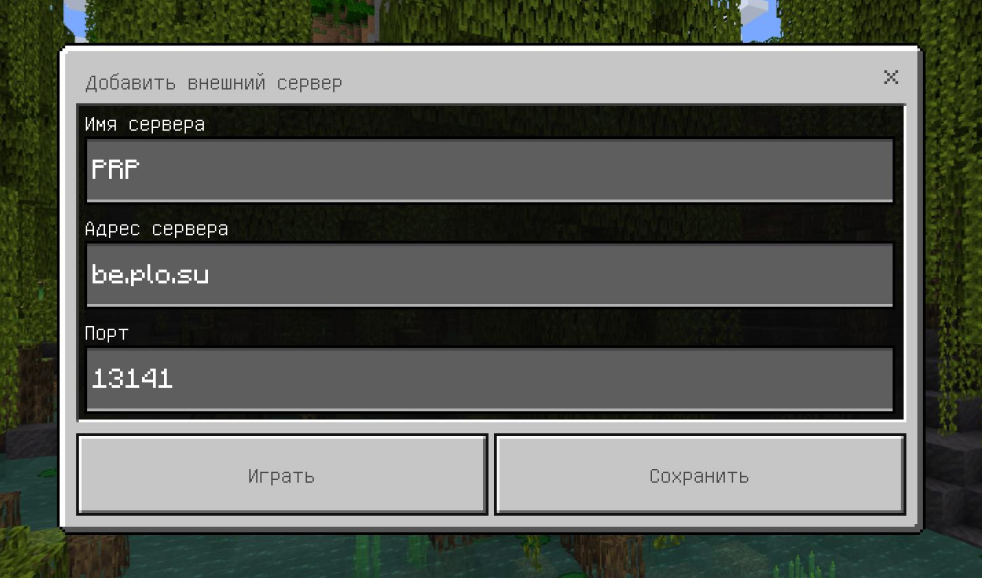 Добавить внешний сервер
Имя сервера
PRP
Адрес сервера
be.plo.su
Порт
13141
Играть
Сохранить